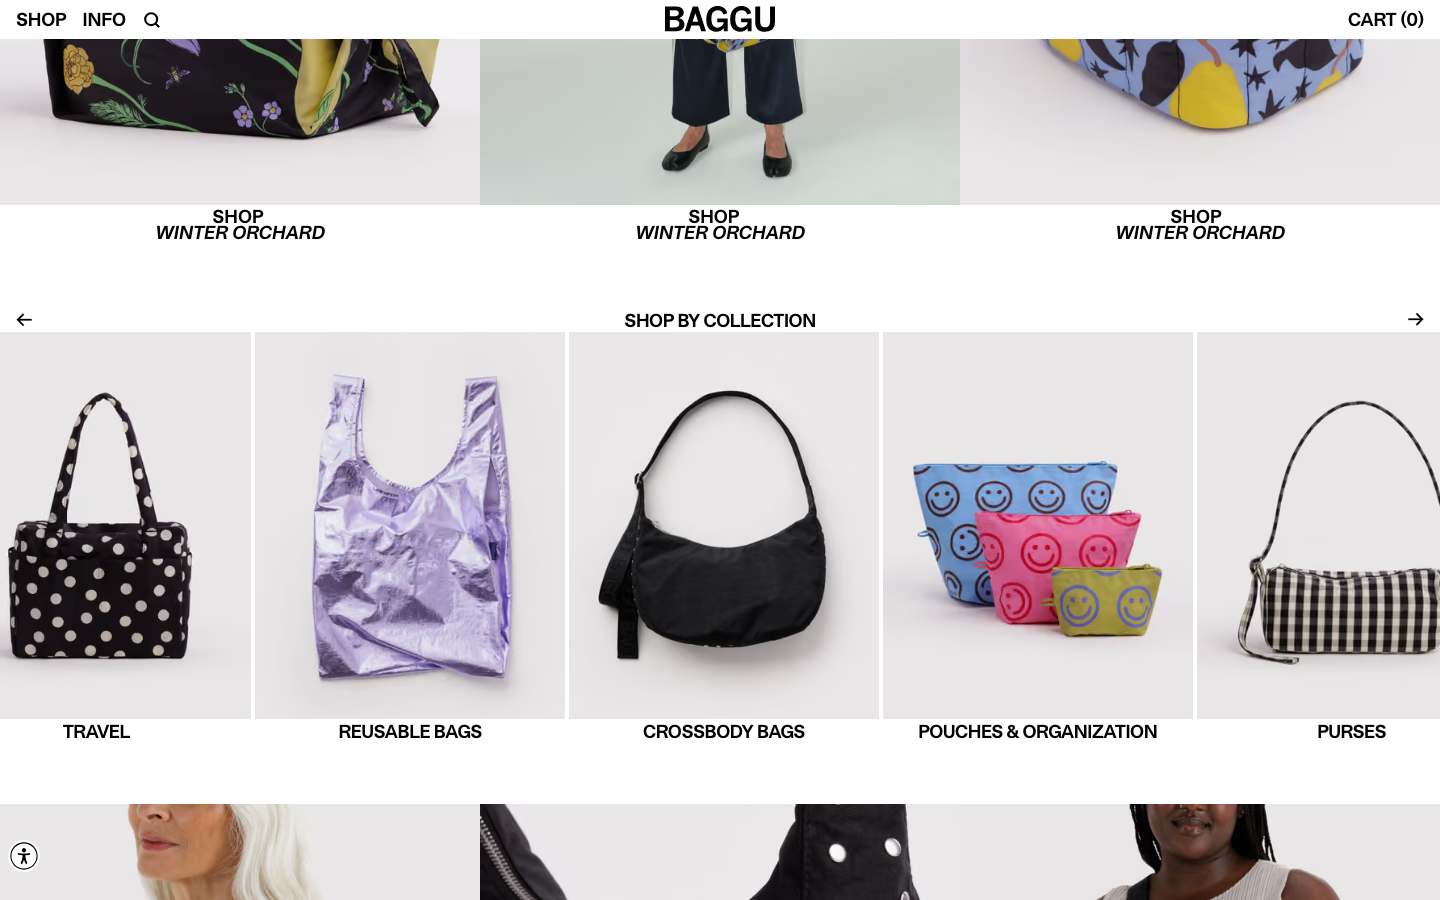 SHOP INFO BAGGU CART (0)
SHOP
WINTER ORCHARD
SHOP
WINTER ORCHARD
SHOP
WINTER ORCHARD
SHOP BY COLLECTION
TRAVEL
REUSABLE BAGS
CROSSBODY BAGS
POUCHES & ORGANIZATION
PURSES